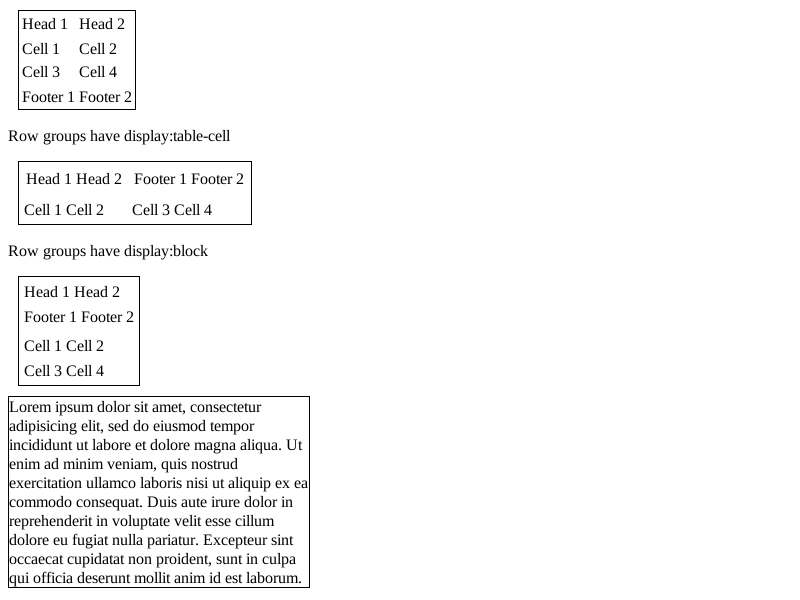 Head 1 Head 2
Cell 1 Cell 2
Cell 3 Cell 4
Footer 1 Footer 2
Row groups have display:table-cell
Head 1 Head 2 Footer 1 Footer 2
Cell 1 Cell 2 Cell 3 Cell 4
Row groups have display:block
Head 1 Head 2
Footer 1 Footer 2
Cell 1 Cell 2
Cell 3 Cell 4
Lorem ipsum dolor sit amet, consectetur
adipisicing elit, sed do eiusmod tempor
incididunt ut labore et dolore magna aliqua. Ut
enim ad minim veniam, quis nostrud
exercitation ullamco laboris nisi ut aliquip ex ea
commodo consequat. Duis aute irure dolor in
reprehenderit in voluptate velit esse cillum
dolore eu fugiat nulla pariatur. Excepteur sint
occaecat cupidatat non proident, sunt in culpa
qui officia deserunt mollit anim id est laborum.